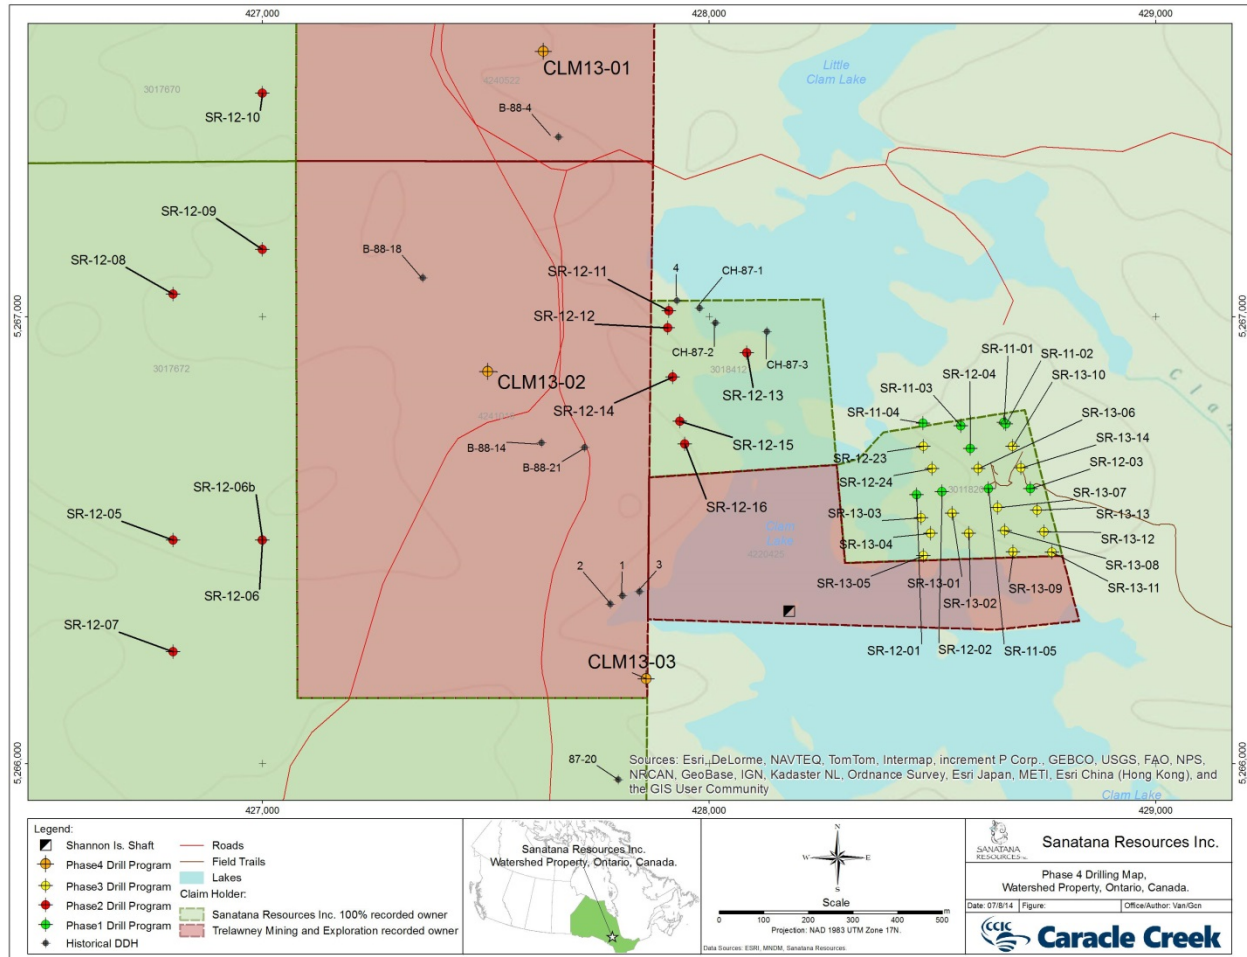 427,000
428,000
429,000
CLM13-01
4240522
Little
Clam Lake
3017670
SR-12-10
B-88-4
SR-12-09
SR-12-08
B-88-18
SR-12-11
4
CH-87-1
SR-12-12
5,267,000
5,267,000
CH-87-2
CH-87-3
3018412
3017672
CLM13-02
SR-12-14
SR-12-13
SR-11-01
SR-11-02
SR-12-04
SR-13-10
SR-11-03
SR-13-06
SR-11-04
SR-13-14
B-88-14
B-88-21
SR-12-15
SR-12-23
SR-12-03
SR-12-24
SR-12-06b
SR-13-07
SR-12-05
SR-12-16
SR-13-03
SR-13-13
Clam
Lake
4220425
SR-13-04
SR-13-12
SR-13-08
2
1
3
SR-13-05
SR-13-01
SR-13-09
SR-13-11
SR-12-06
SR-13-02
SR-12-07
SR-12-01
SR-12-02
SR-11-05
CLM13-03
5,266,000
5,266,000
87-20
Sources: Esri, DeLorme, NAVTEQ, TomTom, Intermap, increment P Corp., GEBCO, USGS, FAO, NPS,
NRCAN, GeoBase, IGN, Kadaster NL, Ordnance Survey, Esri Japan, METI, Esri China (Hong Kong), and
the GIS User Community
Clam Lake
427,000
428,000
429,000
Legend:
Shannon Is. Shaft
Phase4 Drill Program
Phase3 Drill Program
Phase2 Drill Program
Phase1 Drill Program
Historical DDH
Roads
Field Trails
Lakes
Claim Holder:
Sanatana Resources Inc. 100% recorded owner
Trelawney Mining and Exploration recorded owner
Sanatana Resources Inc.
Watershed Property, Ontario, Canada.
N
W
E
S
Scale
0 100 200 300 400 500
m
Projection: NAD 1983 UTM Zone 17N.
Data Sources: ESRI, MNDM, Sanatana Resources.
SANATANA
RESOURCES
Sanatana Resources Inc.
Phase 4 Drilling Map,
Watershed Property, Ontario, Canada.
Date: 07/8/14
Figure:
Office/Author: Van/Gcn
CCIC
Caracle Creek